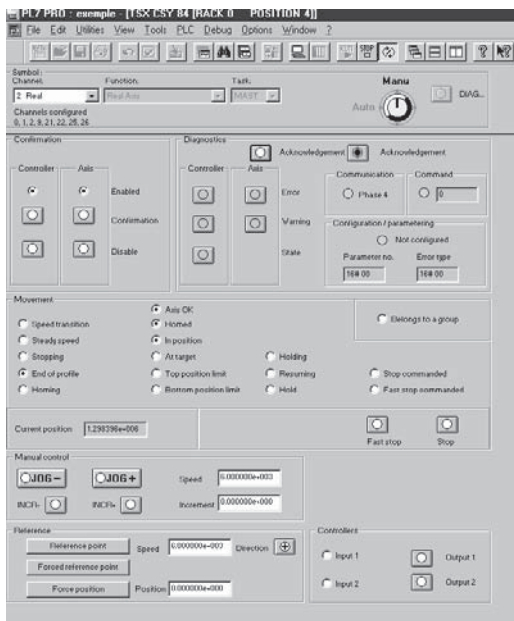 PL7 PRO : exemple - [TSX CSY 84 [RACK 0 POSITION 4]]
File Edit Utilities View Tools PLC Debug Options Window ?
Symbol:
Channel: Function: Task:
2 Real Real Axis MAST
Channels configured
0, 1, 2, 9, 21, 22, 25, 26
Manu
Auto
DIAG...
Confirmation
Controller Axis
Enabled
Confirmation
Disable
Diagnostics
Acknowledgement Acknowledgement
Controller Axis
Error
Warning
State
Communication
Phase 4
Command
0
Configuration / parametering
Not configured
Parameter no. Error type
16# 00 16# 00
Movement
Axis OK
Speed transition Homed
Steady speed In position
Stopping At target Holding
End of profile Top position limit Resuming Stop commanded
Homing Bottom position limit Hold Fast stop commanded
Belongs to a group
Current position 1.298396e+006
Fast stop Stop
Manual control
JOG- JOG+ Speed 6.000000e+003
INCR- INCR+ Increment 0.000000e+000
Reference
Reference point Speed 6.000000e+003 Direction
Forced reference point
Force position Position 0.000000e+000
Controllers
Input 1 Output 1
Input 2 Output 2